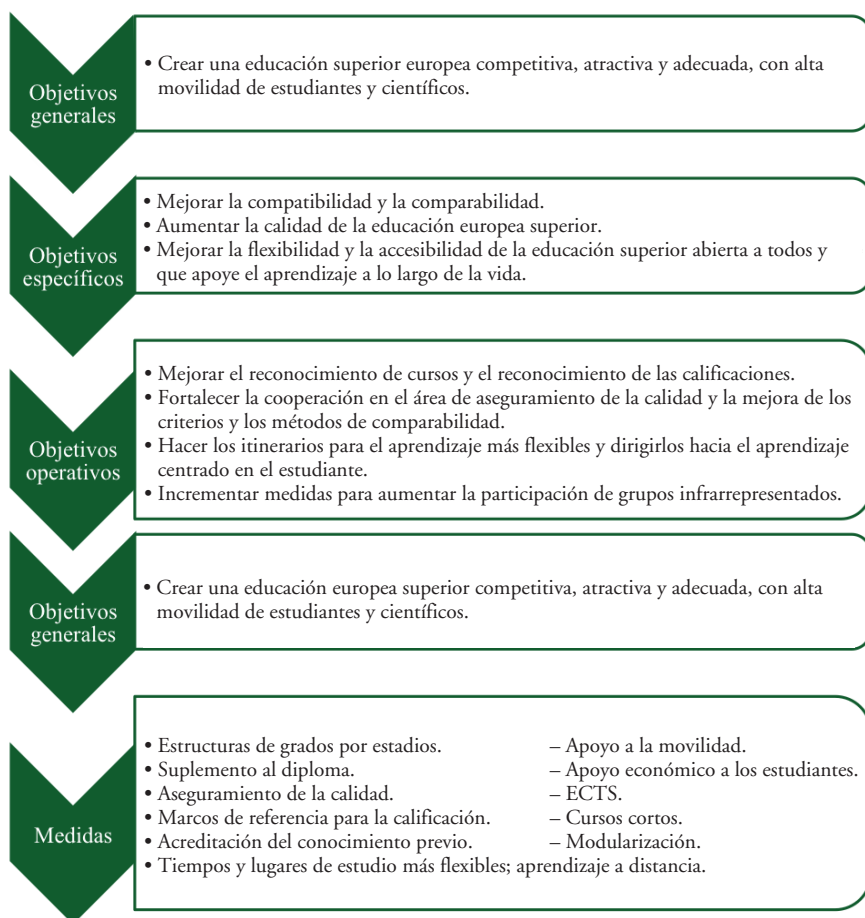 Objetivos
generales
• Crear una educación superior europea competitiva, atractiva y adecuada, con alta
movilidad de estudiantes y científicos.
Objetivos
específicos
• Mejorar la compatibilidad y la comparabilidad.
• Aumentar la calidad de la educación europea superior.
• Mejorar la flexibilidad y la accesibilidad de la educación superior abierta a todos y
que apoye el aprendizaje a lo largo de la vida.
Objetivos
operativos
• Mejorar el reconocimiento de cursos y el reconocimiento de las calificaciones.
• Fortalecer la cooperación en el área de aseguramiento de la calidad y la mejora de los
criterios y los métodos de comparabilidad.
• Hacer los itinerarios para el aprendizaje más flexibles y dirigirlos hacia el aprendizaje
centrado en el estudiante.
• Incrementar medidas para aumentar la participación de grupos infrarrepresentados.
Objetivos
generales
• Crear una educación europea superior competitiva, atractiva y adecuada, con alta
movilidad de estudiantes y científicos.
Medidas
• Estructuras de grados por estadios. – Apoyo a la movilidad.
• Suplemento al diploma. – Apoyo económico a los estudiantes.
• Aseguramiento de la calidad. – ECTS.
• Marcos de referencia para la calificación. – Cursos cortos.
• Acreditación del conocimiento previo. – Modularización.
• Tiempos y lugares de estudio más flexibles; aprendizaje a distancia.